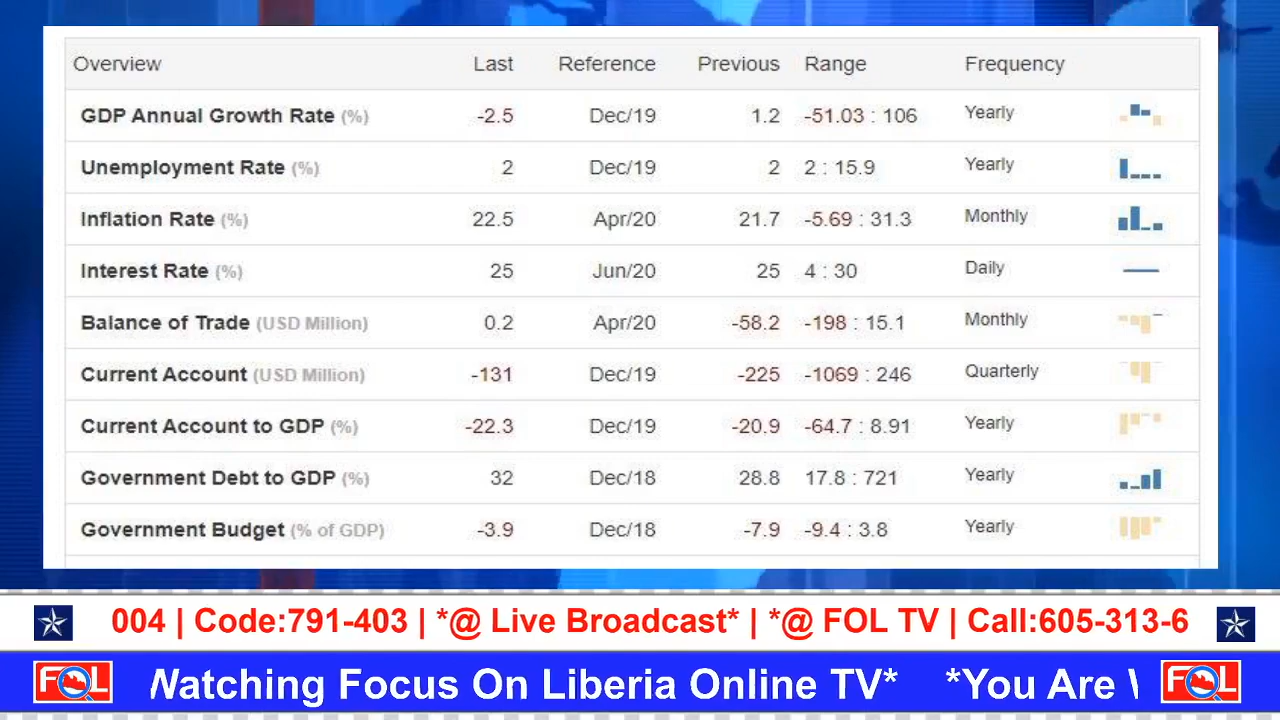 Overview Last Reference Previous Range Frequency
GDP Annual Growth Rate (%) -2.5 Dec/19 1.2 -51.03 : 106 Yearly
Unemployment Rate (%) 2 Dec/19 2 2 : 15.9 Yearly
Inflation Rate (%) 22.5 Apr/20 21.7 -5.69 : 31.3 Monthly
Interest Rate (%) 25 Jun/20 25 4 : 30 Daily
Balance of Trade (USD Million) 0.2 Apr/20 -58.2 -198 : 15.1 Monthly
Current Account (USD Million) -131 Dec/19 -225 -1069 : 246 Quarterly
Current Account to GDP (%) -22.3 Dec/19 -20.9 -64.7 : 8.91 Yearly
Government Debt to GDP (%) 32 Dec/18 28.8 17.8 : 721 Yearly
Government Budget (% of GDP) -3.9 Dec/18 -7.9 -9.4 : 3.8 Yearly
004 | Code:791-403 | *@ Live Broadcast* | *@ FOL TV | Call:605-313-6
FOL Watching Focus On Liberia Online TV* *You Are FOL